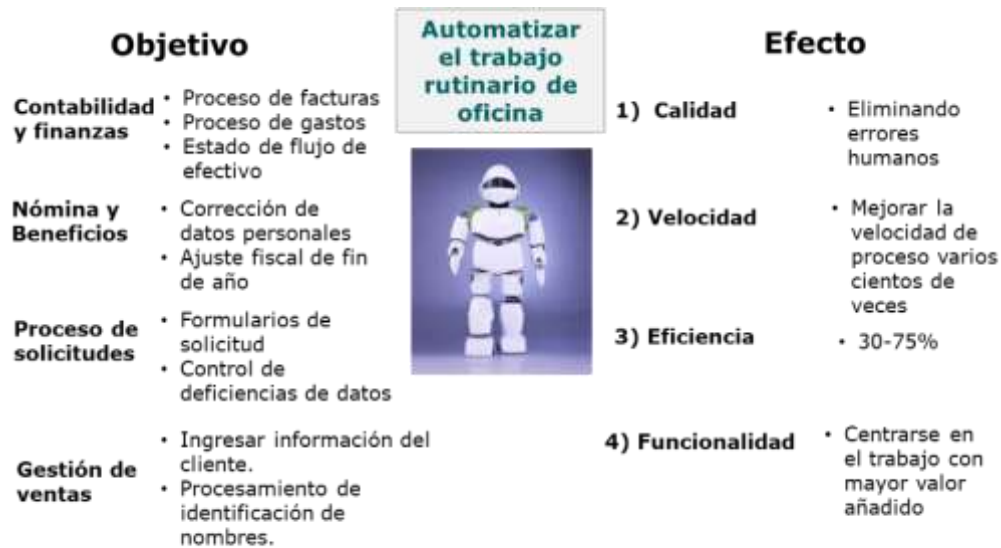 Objetivo
Automatizar
el trabajo
rutinario de
oficina
Efecto
Contabilidad
y finanzas
• Proceso de facturas
• Proceso de gastos
• Estado de flujo de
efectivo
Nómina y
Beneficios
• Corrección de
datos personales
• Ajuste fiscal de fin
de año
Proceso de
solicitudes
• Formularios de
solicitud
• Control de
deficiencias de datos
Gestión de
ventas
• Ingresar información del
cliente.
• Procesamiento de
identificación de
nombres.
1) Calidad
• Eliminando
errores
humanos
2) Velocidad
• Mejorar la
velocidad de
proceso varios
cientos de
veces
3) Eficiencia
• 30-75%
4) Funcionalidad
• Centrarse en
el trabajo con
mayor valor
añadido